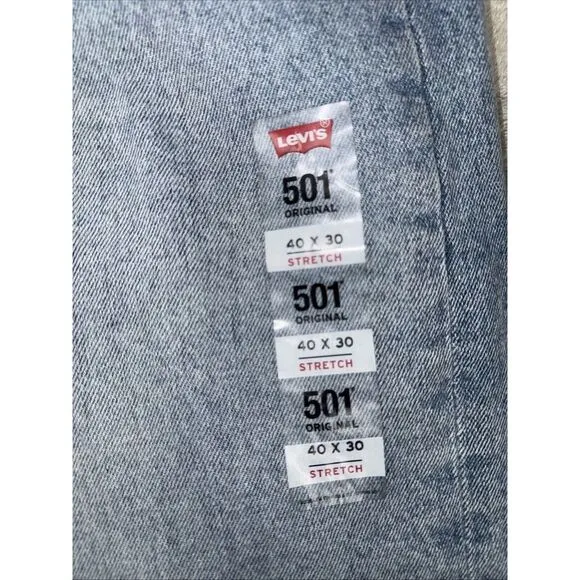 Levi's®
501®
ORIGINAL
40 X 30
STRETCH
501®
ORIGINAL
40 X 30
STRETCH
501®
ORIGINAL
40 X 30
STRETCH